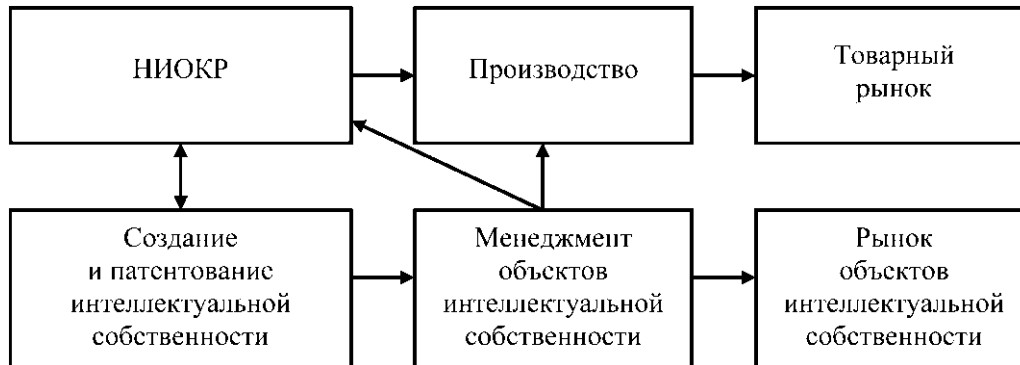 НИОКР
Производство
Товарный
рынок
Создание
и патентование
интеллектуальной
собственности
Менеджмент
объектов
интеллектуальной
собственности
Рынок
объектов
интеллектуальной
собственности